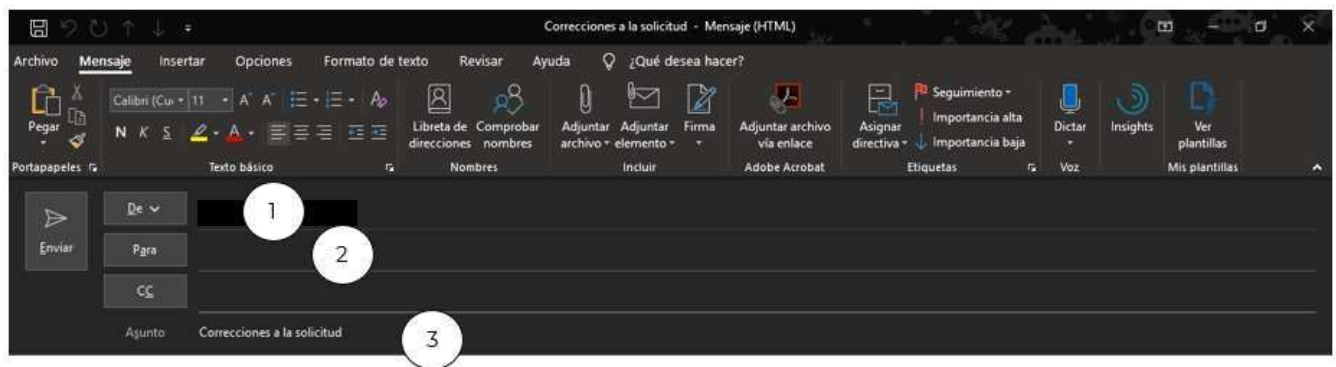 Correcciones a la solicitud - Mensaje (HTML)
Archivo Mensaje Insertar Opciones Formato de texto Revisar Ayuda ¿Qué desea hacer?
Pegar
Calibri (Cu 11 A A
N K S A
Libreta de direcciones
Comprobar nombres
Adjuntar archivo
Adjuntar elemento
Firma
Adjuntar archivo vía enlace
Asignar directiva
Seguimiento
Importancia alta
Importancia baja
Dictar
Insights
Ver plantillas
Portapapeles Texto básico Nombres Incluir Adobe Acrobat Etiquetas Voz Mis plantillas
Enviar
De 1
Para 2
CC
Asunto Correcciones a la solicitud 3